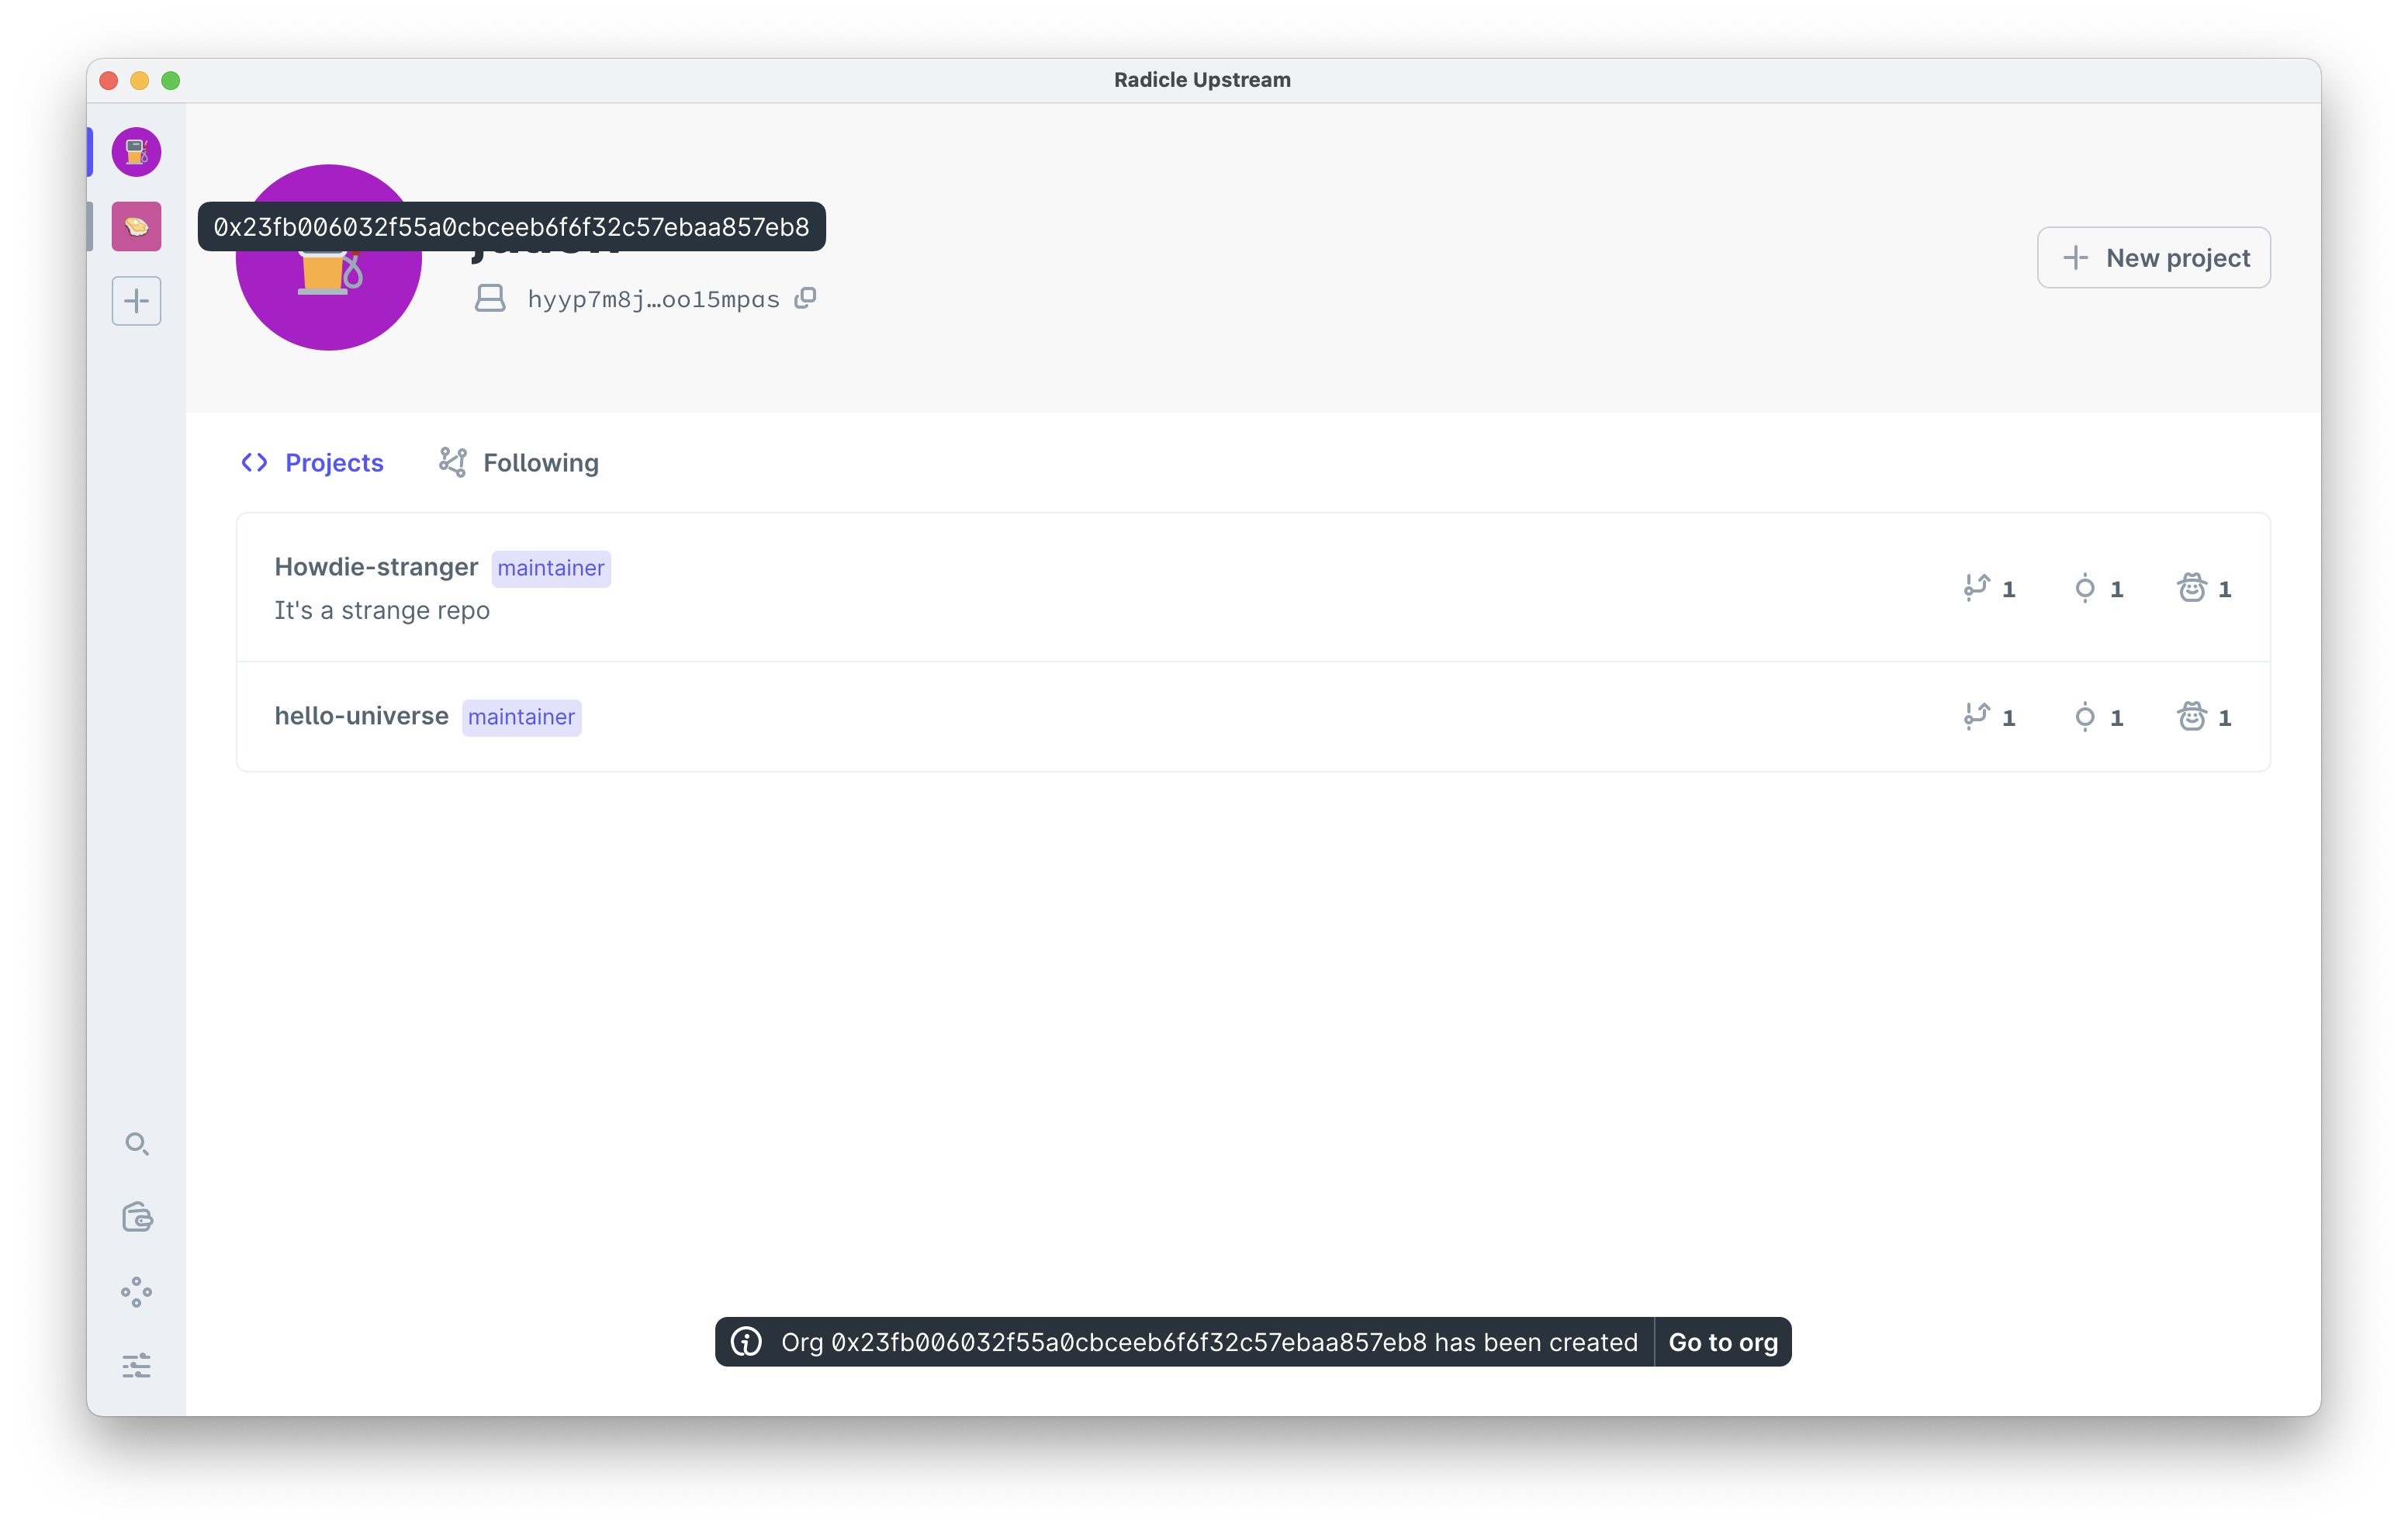 Radicle Upstream
0x23fb006032f55a0cbceeb6f6f32c57ebaa857eb8
hyyp7m8j…oo15mpas
New project
Projects
Following
Howdie-stranger maintainer
It's a strange repo
1 1 1
hello-universe maintainer
1 1 1
Org 0x23fb006032f55a0cbceeb6f6f32c57ebaa857eb8 has been created Go to org